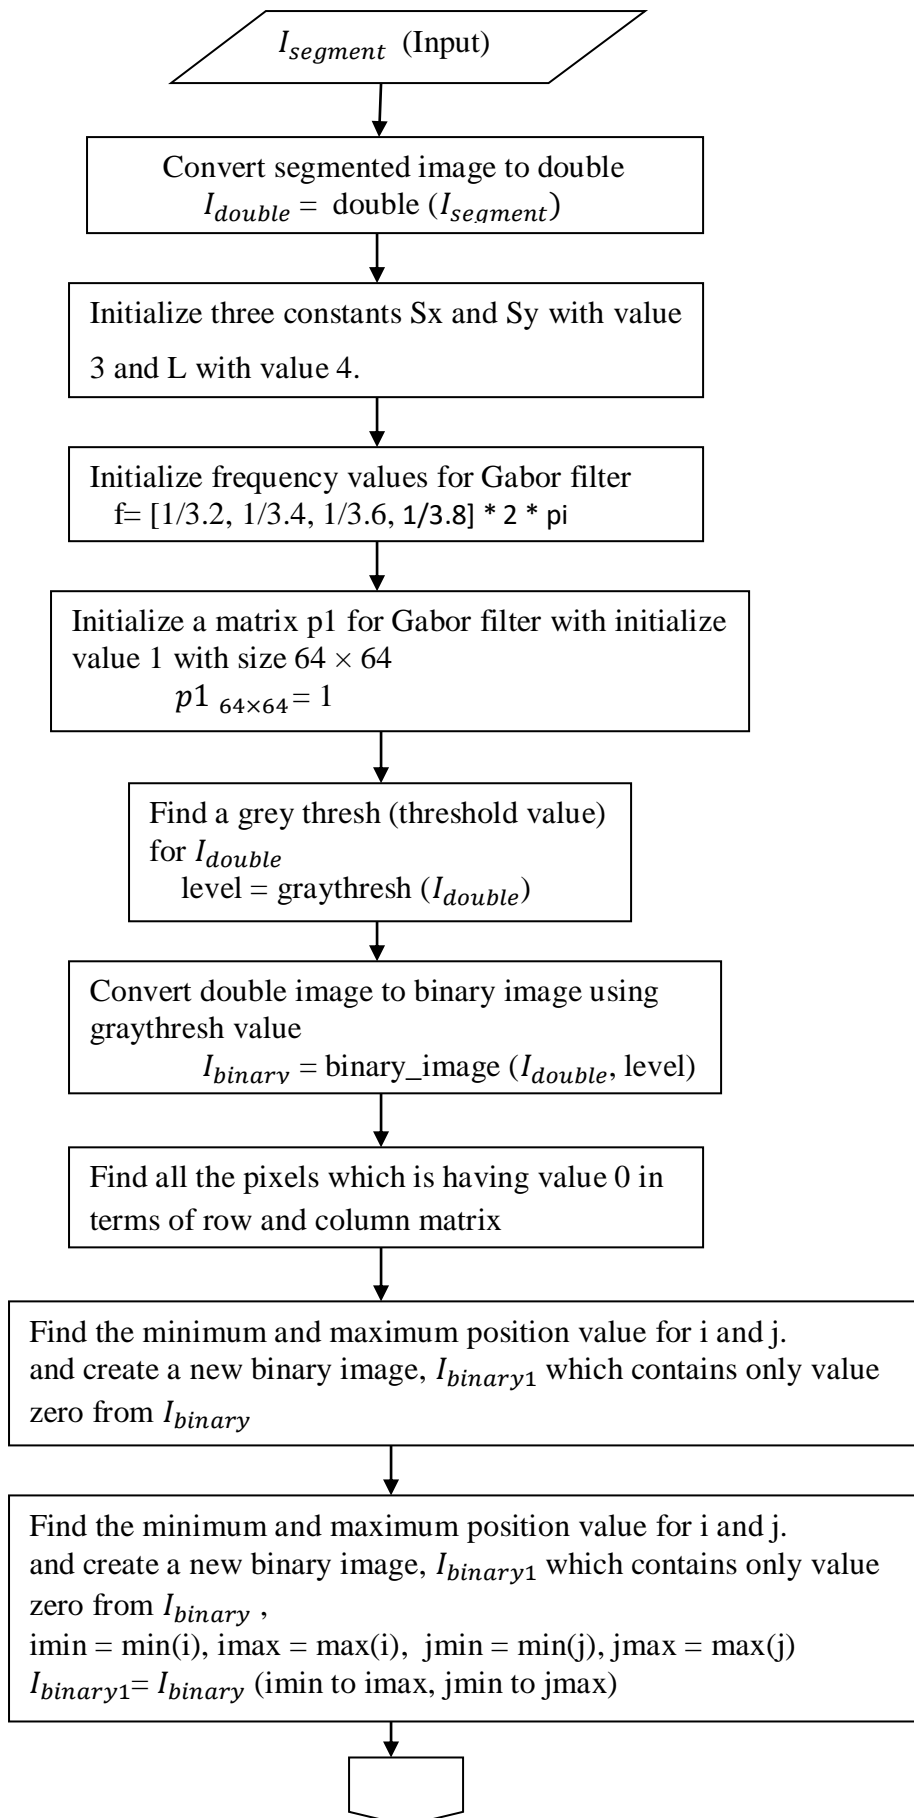 I_segment (Input)
Convert segmented image to double
I_double = double (I_segment)
Initialize three constants Sx and Sy with value
3 and L with value 4.
Initialize frequency values for Gabor filter
f= [1/3.2, 1/3.4, 1/3.6, 1/3.8] * 2 * pi
Initialize a matrix p1 for Gabor filter with initialize
value 1 with size 64 × 64
p1 64×64 = 1
Find a grey thresh (threshold value)
for I_double
level = graythresh (I_double)
Convert double image to binary image using
graythresh value
I_binary = binary_image (I_double, level)
Find all the pixels which is having value 0 in
terms of row and column matrix
Find the minimum and maximum position value for i and j.
and create a new binary image, I_binary1 which contains only value
zero from I_binary
Find the minimum and maximum position value for i and j.
and create a new binary image, I_binary1 which contains only value
zero from I_binary ,
imin = min(i), imax = max(i), jmin = min(j), jmax = max(j)
I_binary1= I_binary (imin to imax, jmin to jmax)